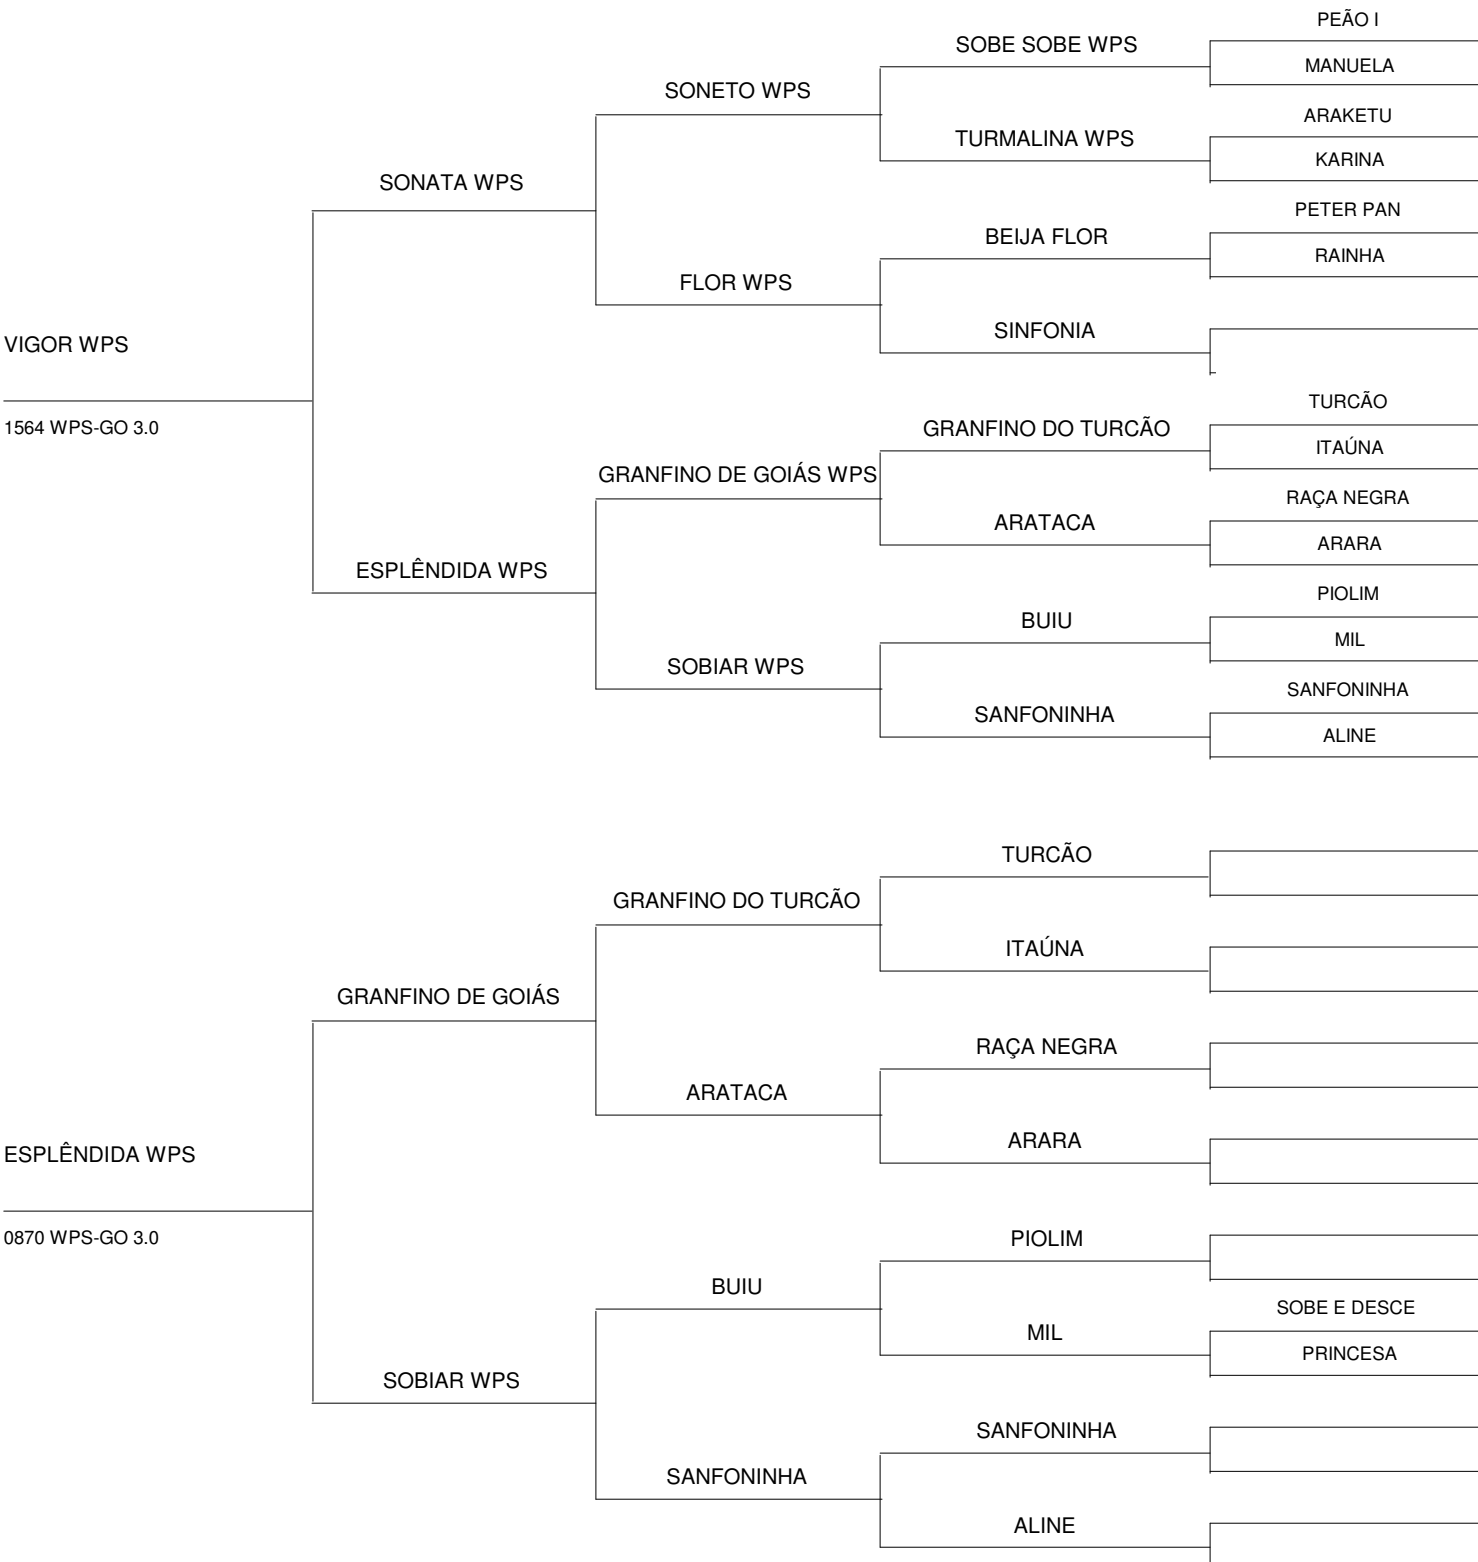 PEÃO I
SOBE SOBE WPS
MANUELA
SONETO WPS
ARAKETU
TURMALINA WPS
KARINA
SONATA WPS
PETER PAN
BEIJA FLOR
RAINHA
FLOR WPS
SINFONIA
VIGOR WPS
1564 WPS-GO 3.0
TURCÃO
GRANFINO DO TURCÃO
ITAÚNA
GRANFINO DE GOIÁS WPS
RAÇA NEGRA
ARATACA
ARARA
ESPLÊNDIDA WPS
PIOLIM
BUIU
MIL
SOBIAR WPS
SANFONINHA
SANFONINHA
ALINE
TURCÃO
GRANFINO DO TURCÃO
ITAÚNA
GRANFINO DE GOIÁS
RAÇA NEGRA
ARATACA
ARARA
ESPLÊNDIDA WPS
0870 WPS-GO 3.0
PIOLIM
BUIU
SOBE E DESCE
MIL
PRINCESA
SOBIAR WPS
SANFONINHA
SANFONINHA
ALINE